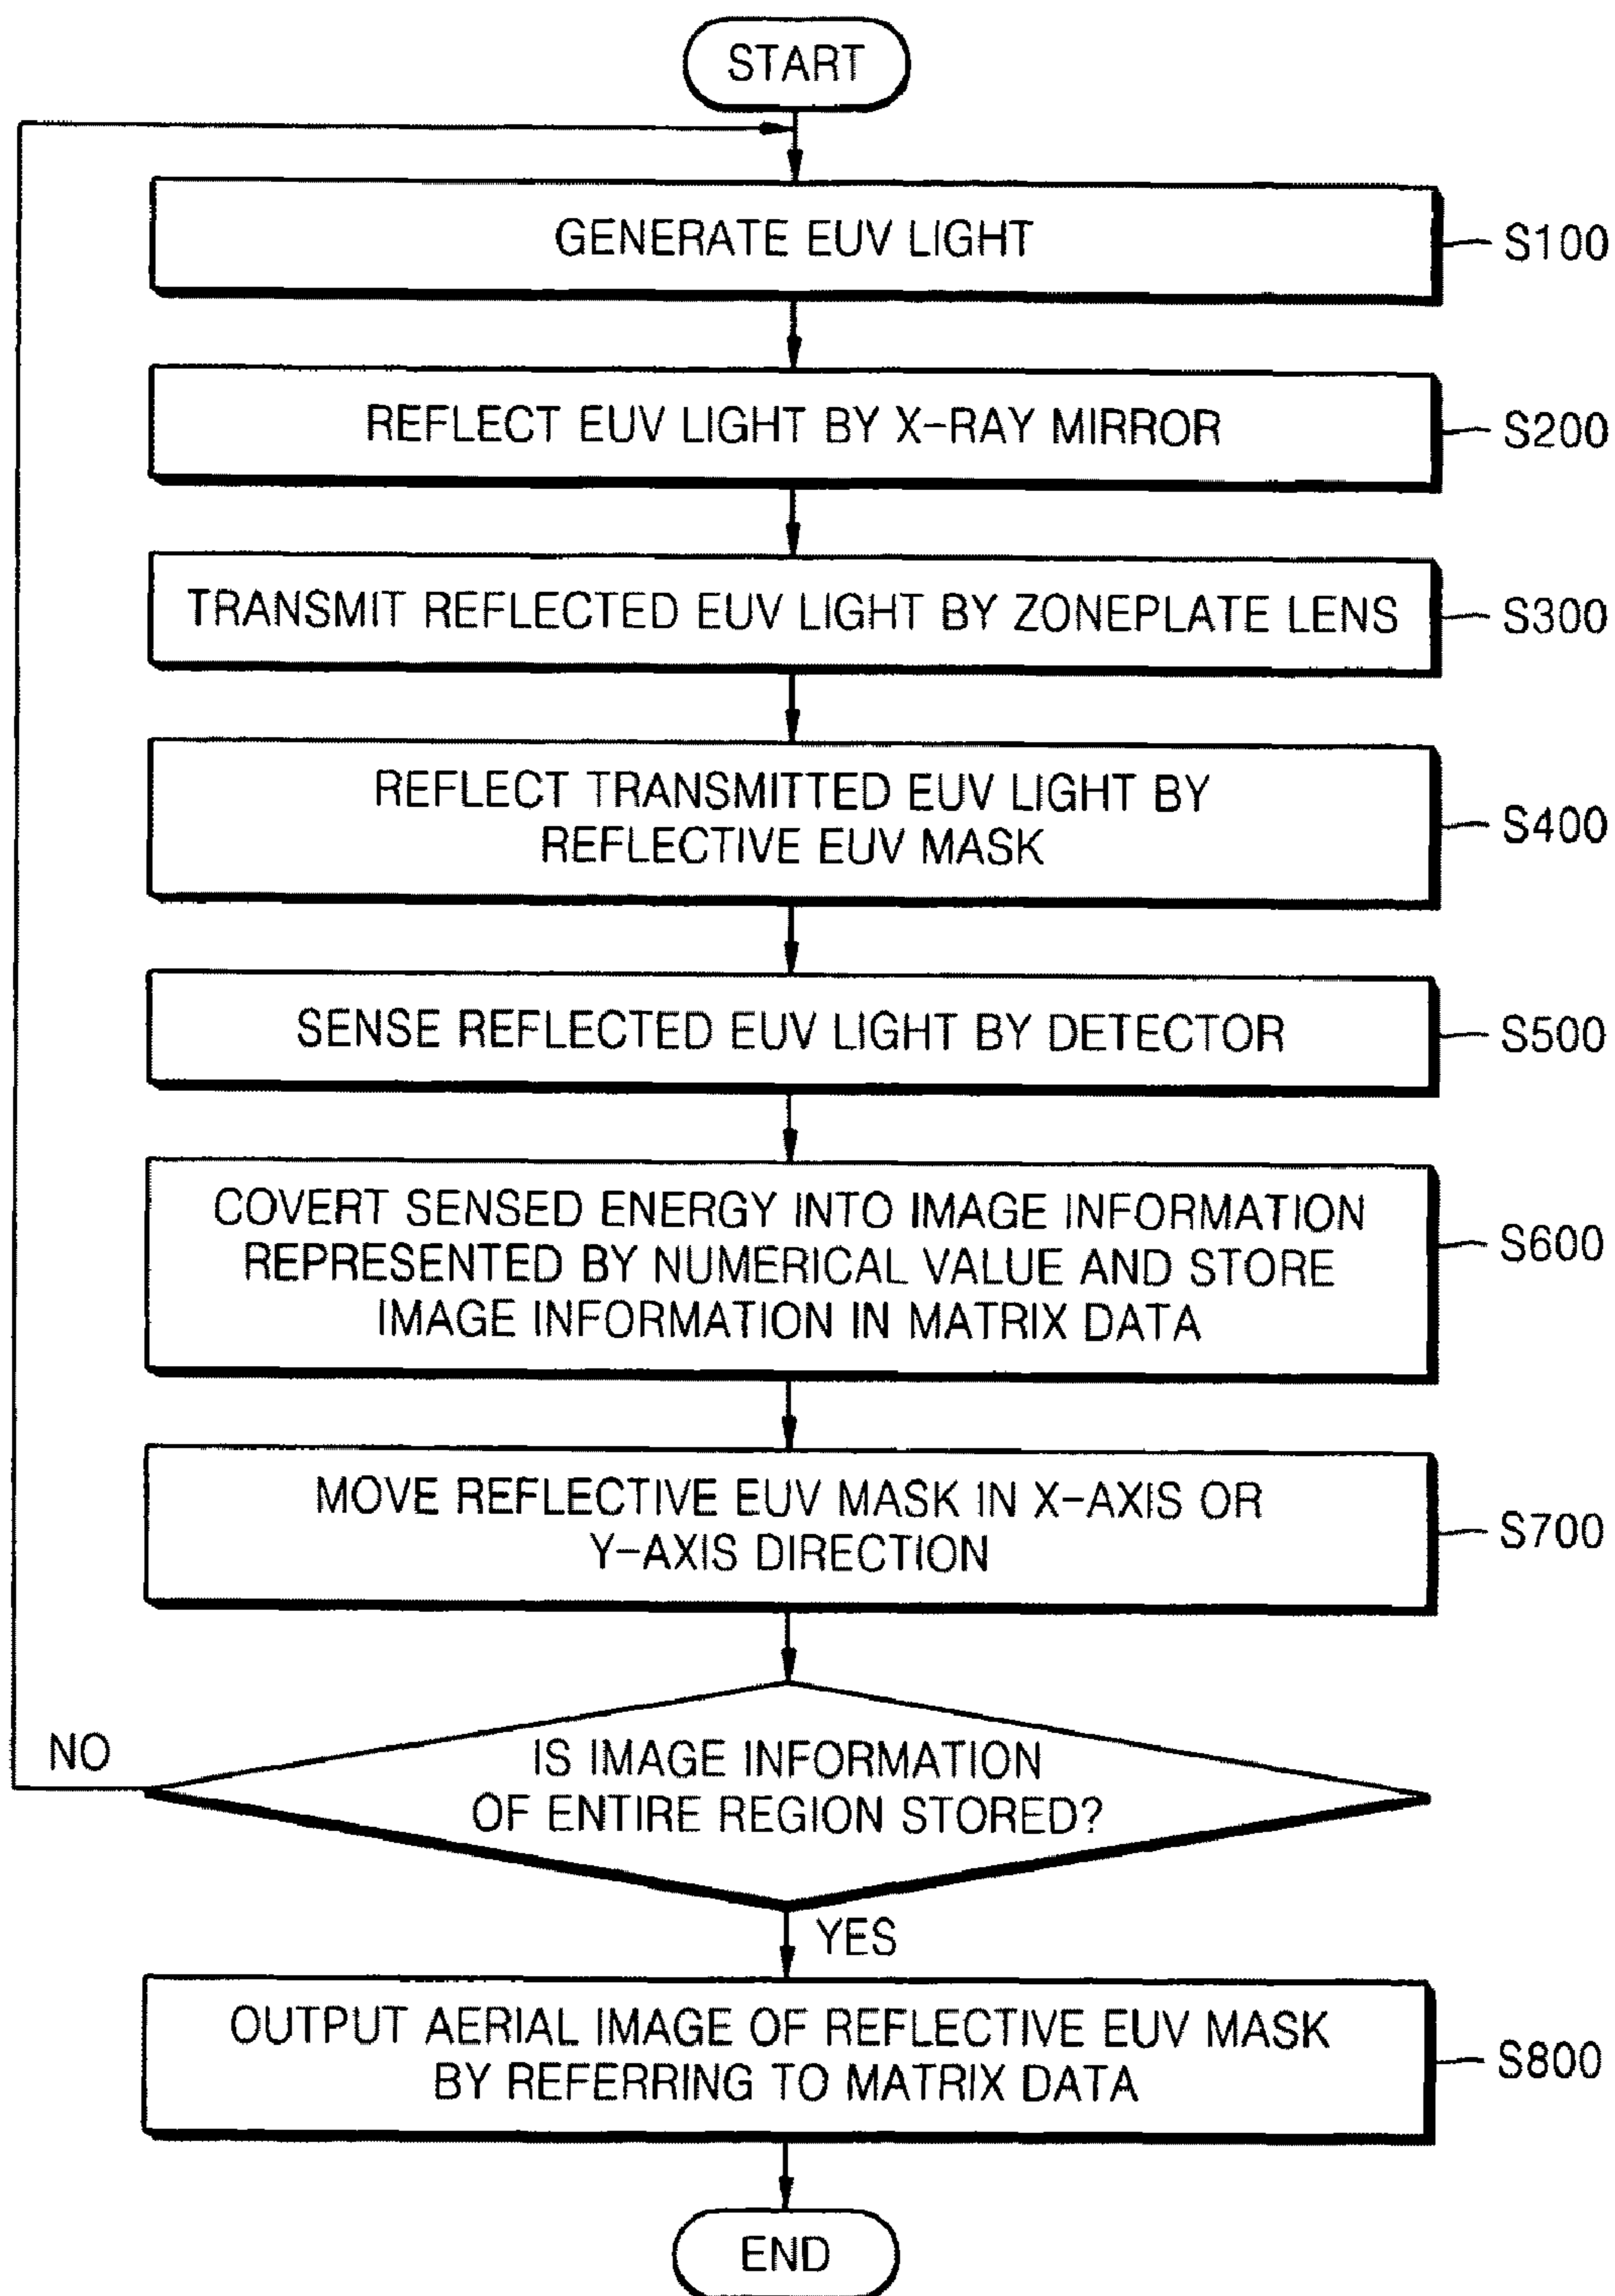 START
GENERATE EUV LIGHT
S100
REFLECT EUV LIGHT BY X-RAY MIRROR
S200
TRANSMIT REFLECTED EUV LIGHT BY ZONEPLATE LENS
S300
REFLECT TRANSMITTED EUV LIGHT BY
REFLECTIVE EUV MASK
S400
SENSE REFLECTED EUV LIGHT BY DETECTOR
S500
COVERT SENSED ENERGY INTO IMAGE INFORMATION
REPRESENTED BY NUMERICAL VALUE AND STORE
IMAGE INFORMATION IN MATRIX DATA
S600
MOVE REFLECTIVE EUV MASK IN X-AXIS OR
Y-AXIS DIRECTION
S700
NO
IS IMAGE INFORMATION
OF ENTIRE REGION STORED?
YES
OUTPUT AERIAL IMAGE OF REFLECTIVE EUV MASK
BY REFERRING TO MATRIX DATA
S800
END